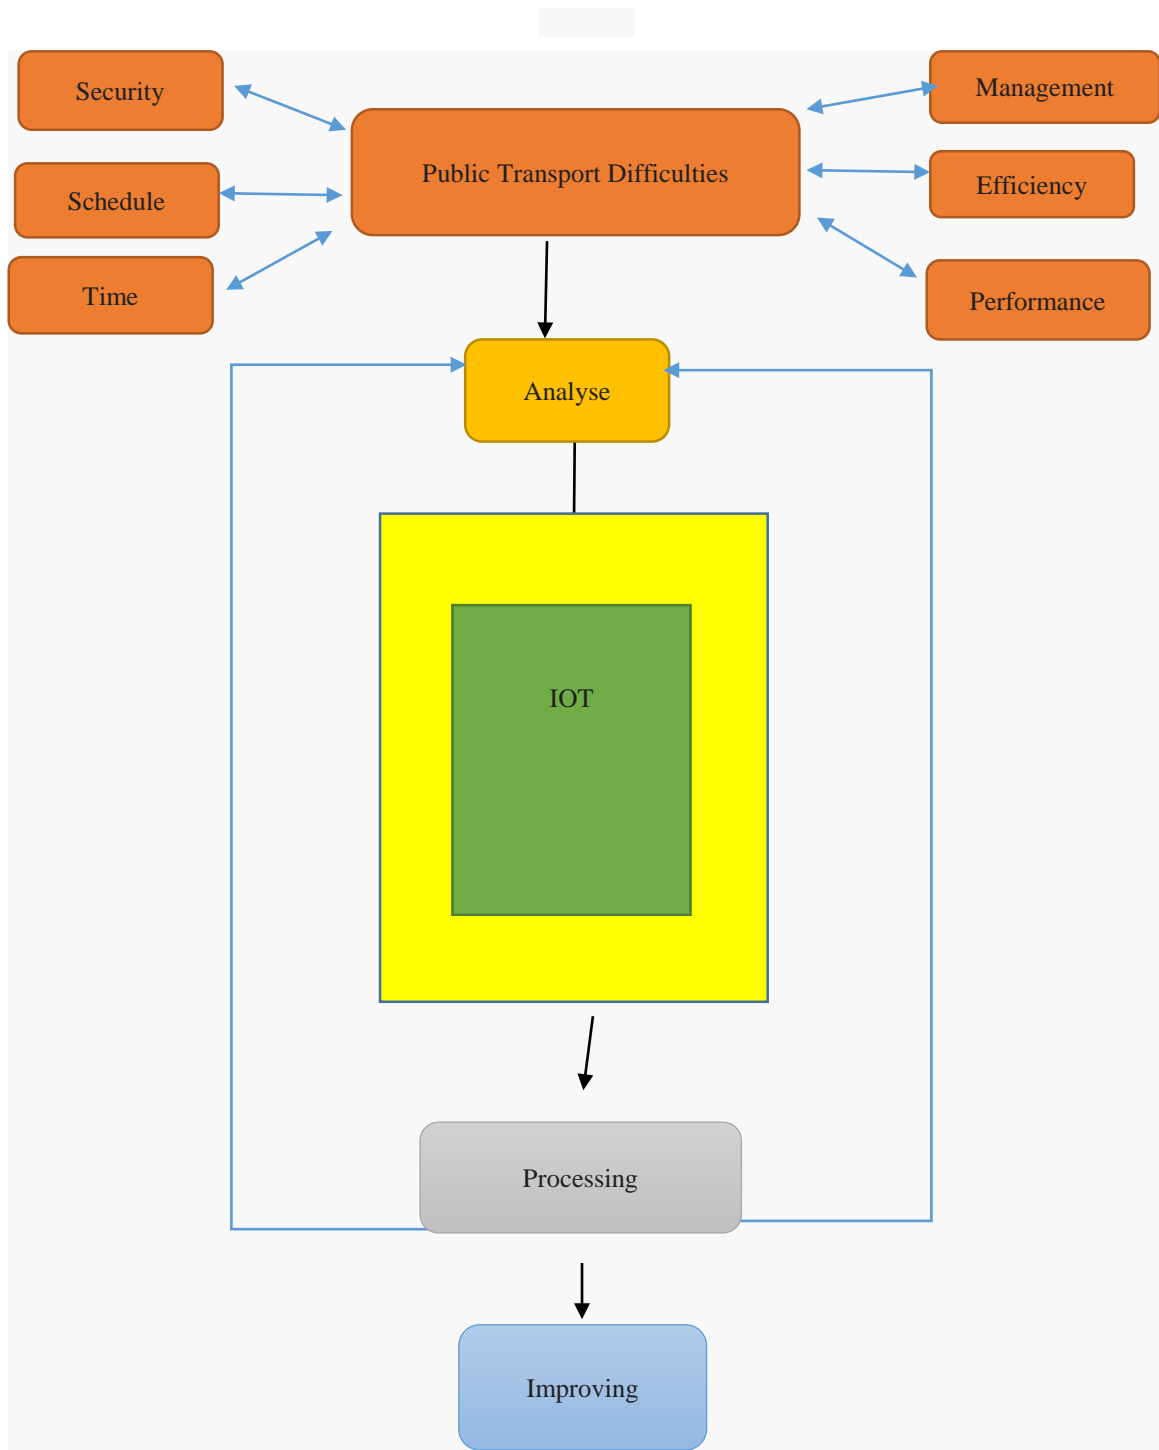 Security
Management
Public Transport Difficulties
Schedule
Efficiency
Time
Performance
Analyse
IOT
Processing
Improving